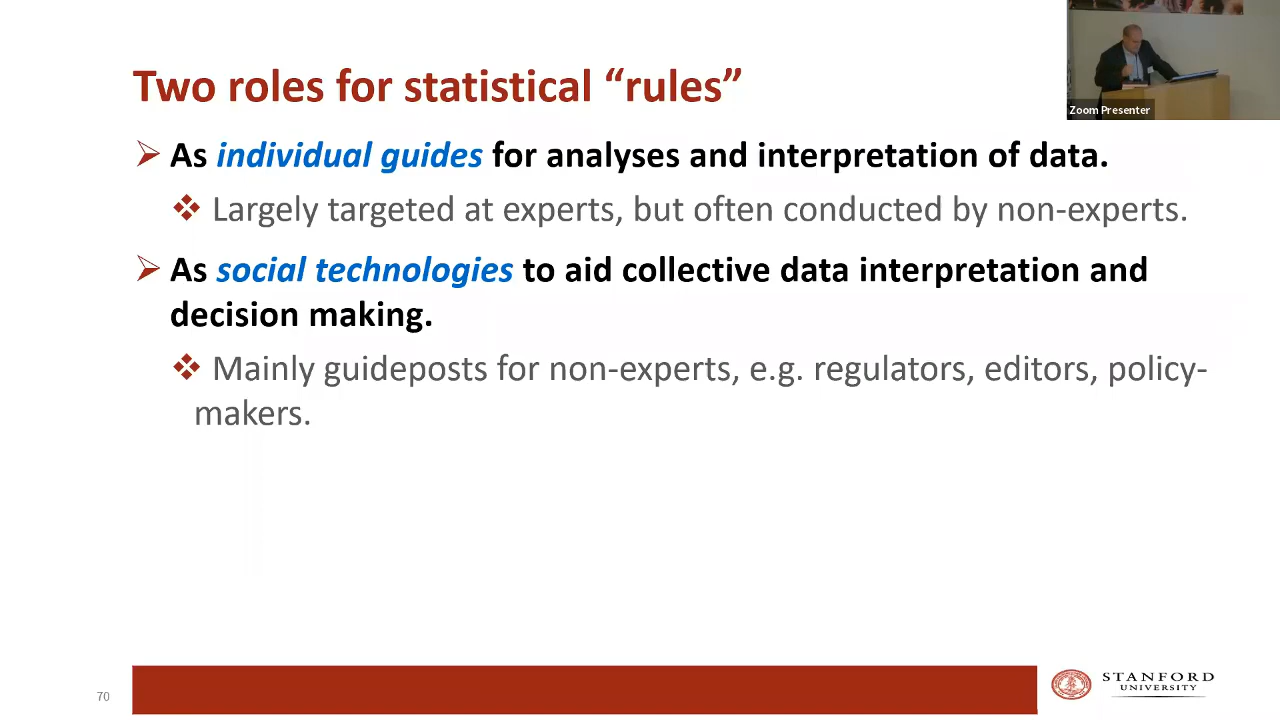 Two roles for statistical “rules”
Zoom Presenter
➢ As individual guides for analyses and interpretation of data.
❖ Largely targeted at experts, but often conducted by non-experts.
➢ As social technologies to aid collective data interpretation and
decision making.
❖ Mainly guideposts for non-experts, e.g. regulators, editors, policy-
makers.
70
STANFORD
UNIVERSITY